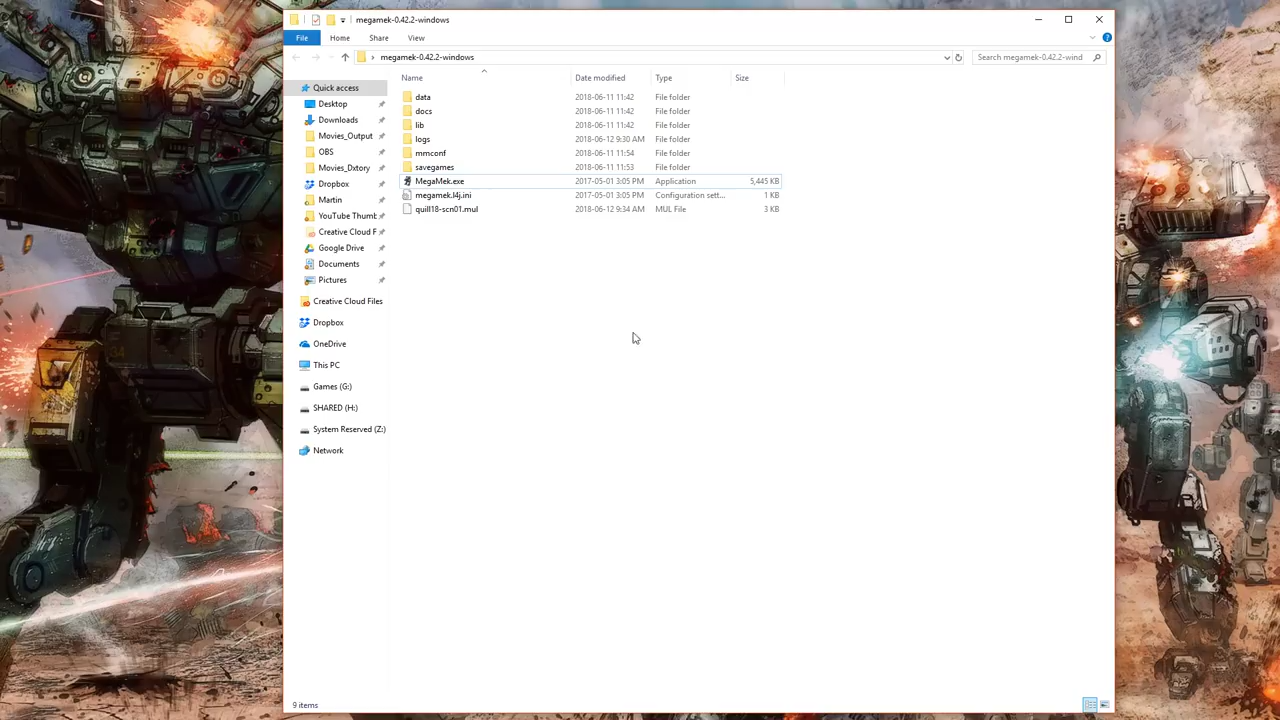 megamek-0.42.2-windows
File Home Share View
megamek-0.42.2-windows Search megamek-0.42.2-wind
Name Date modified Type Size
Quick access
Desktop
Downloads
Movies_Output
OBS
Movies_Dxtory
Dropbox
Martin
YouTube Thumb
Creative Cloud F
Google Drive
Documents
Pictures
Creative Cloud Files
Dropbox
OneDrive
This PC
Games (G:)
SHARED (H:)
System Reserved (Z:)
Network
data 2018-06-11 11:42 File folder
docs 2018-06-11 11:42 File folder
lib 2018-06-11 11:42 File folder
logs 2018-06-12 9:30 AM File folder
mmconf 2018-06-11 11:54 File folder
savegames 2018-06-11 11:53 File folder
MegaMek.exe 2017-05-01 3:05 PM Application 5,445 KB
megamek.l4j.ini 2017-05-01 3:05 PM Configuration sett... 1 KB
quill18-scn01.mul 2018-06-12 9:34 AM MUL File 3 KB
9 items